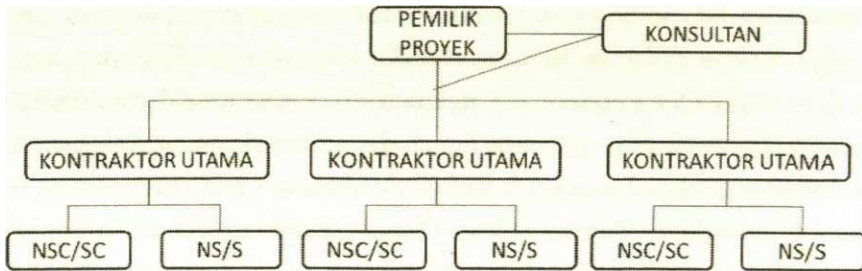 PEMILIK
PROYEK
KONSULTAN
KONTRAKTOR UTAMA
KONTRAKTOR UTAMA
KONTRAKTOR UTAMA
NSC/SC
NS/S
NSC/SC
NS/S
NSC/SC
NS/S